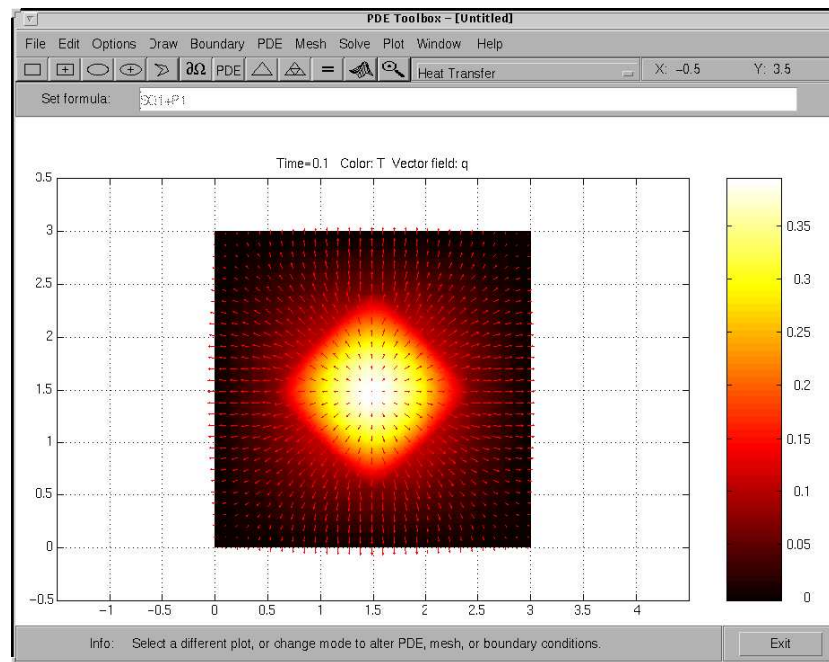 PDE Toolbox – [Untitled]
File Edit Options Draw Boundary PDE Mesh Solve Plot Window Help
∂Ω PDE = Heat Transfer X: −0.5 Y: 3.5
Set formula: SQ1+P1
Time=0.1 Color: T Vector field: q
3.5
3
2.5
2
1.5
1
0.5
0
−0.5
−1 0 0.5 1 1.5 2 2.5 3 4
0.35
0.3
0.25
0.2
0.15
0.1
0.05
0
Info: Select a different plot, or change mode to alter PDE, mesh, or boundary conditions. Exit